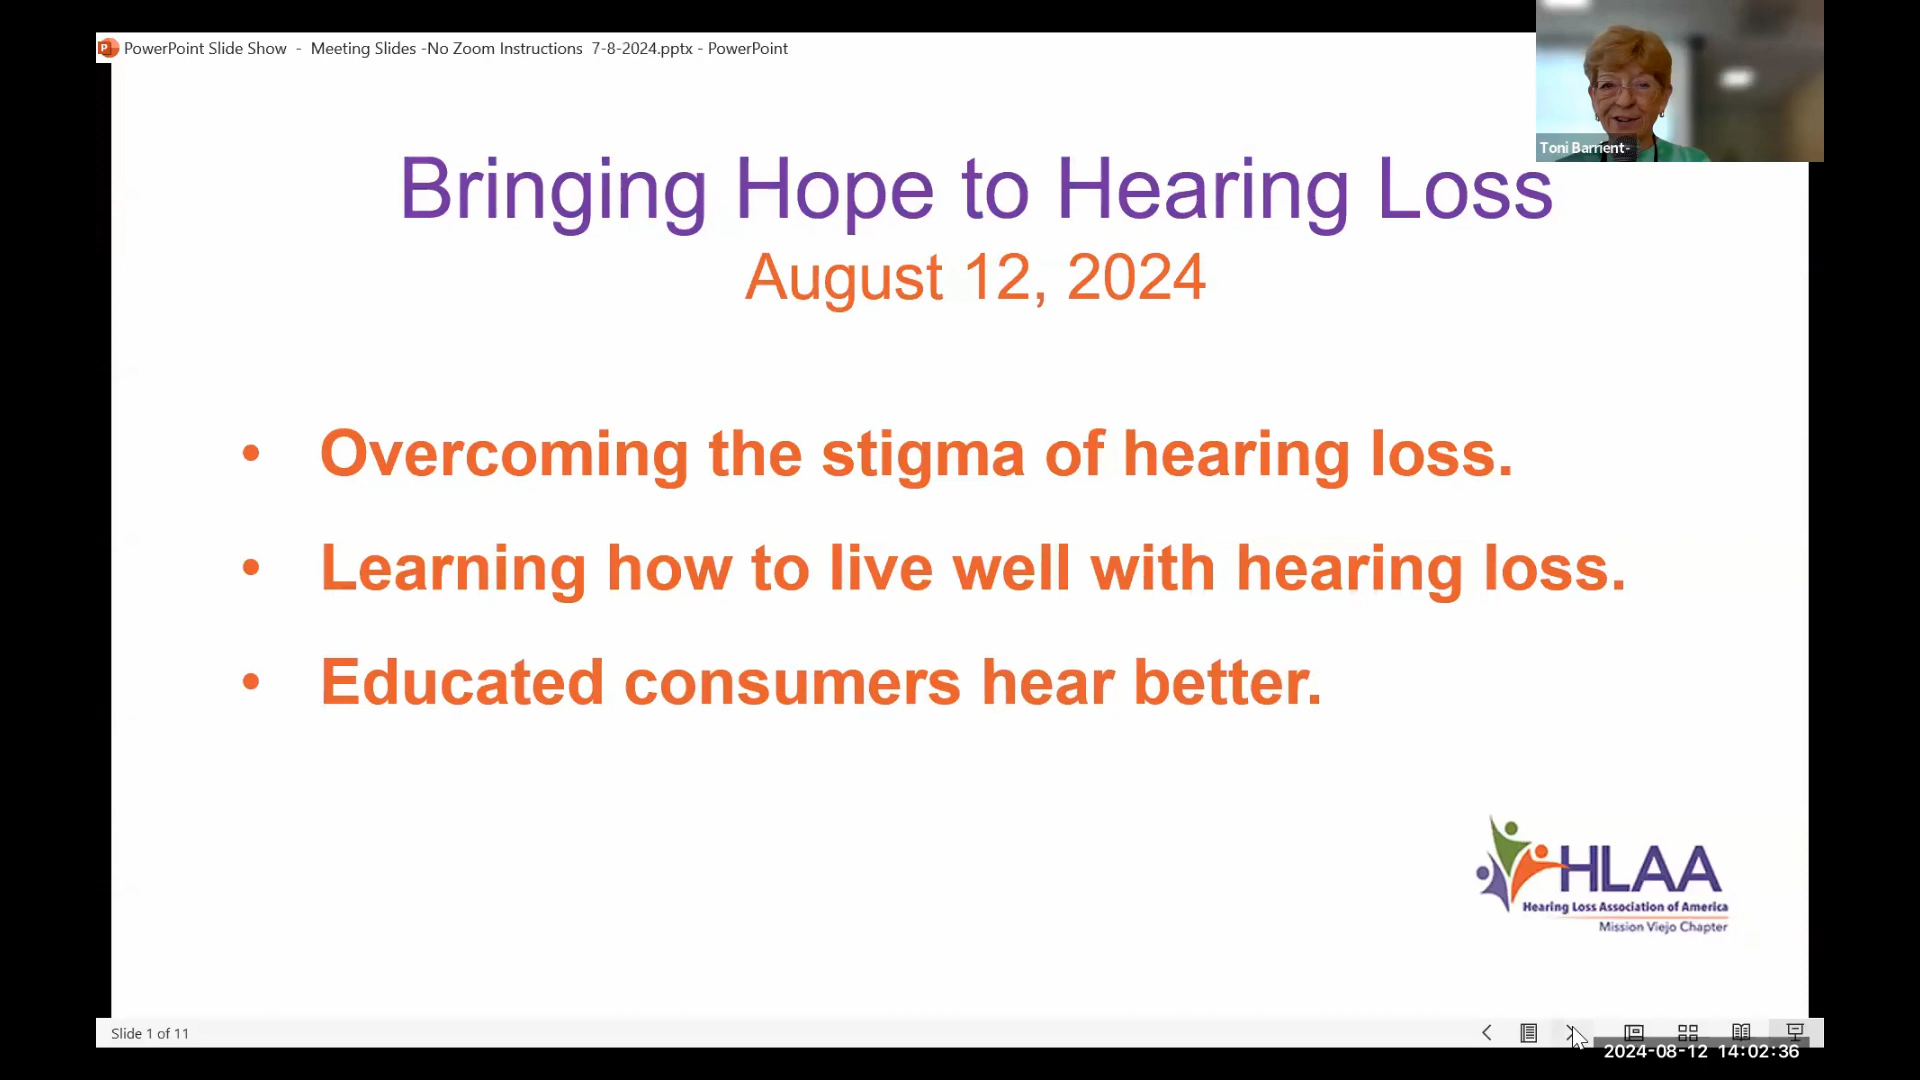 PowerPoint Slide Show - Meeting Slides -No Zoom Instructions 7-8-2024.pptx - PowerPoint
Toni Barrient-
Bringing Hope to Hearing Loss
August 12, 2024
• Overcoming the stigma of hearing loss.
• Learning how to live well with hearing loss.
• Educated consumers hear better.
HLAA
Hearing Loss Association of America
Mission Viejo Chapter
Slide 1 of 11
2024-08-12 14:02:36